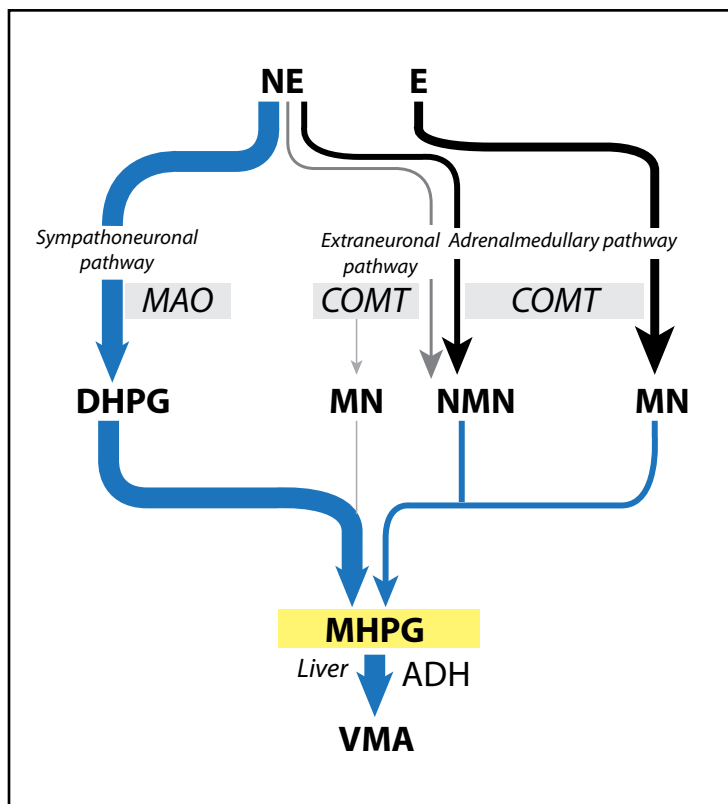 NE E
Sympathoneuronal
pathway
Extraneuronal
pathway
Adrenalmedullary pathway
MAO COMT COMT
DHPG MN NMN MN
MHPG
Liver ADH
VMA